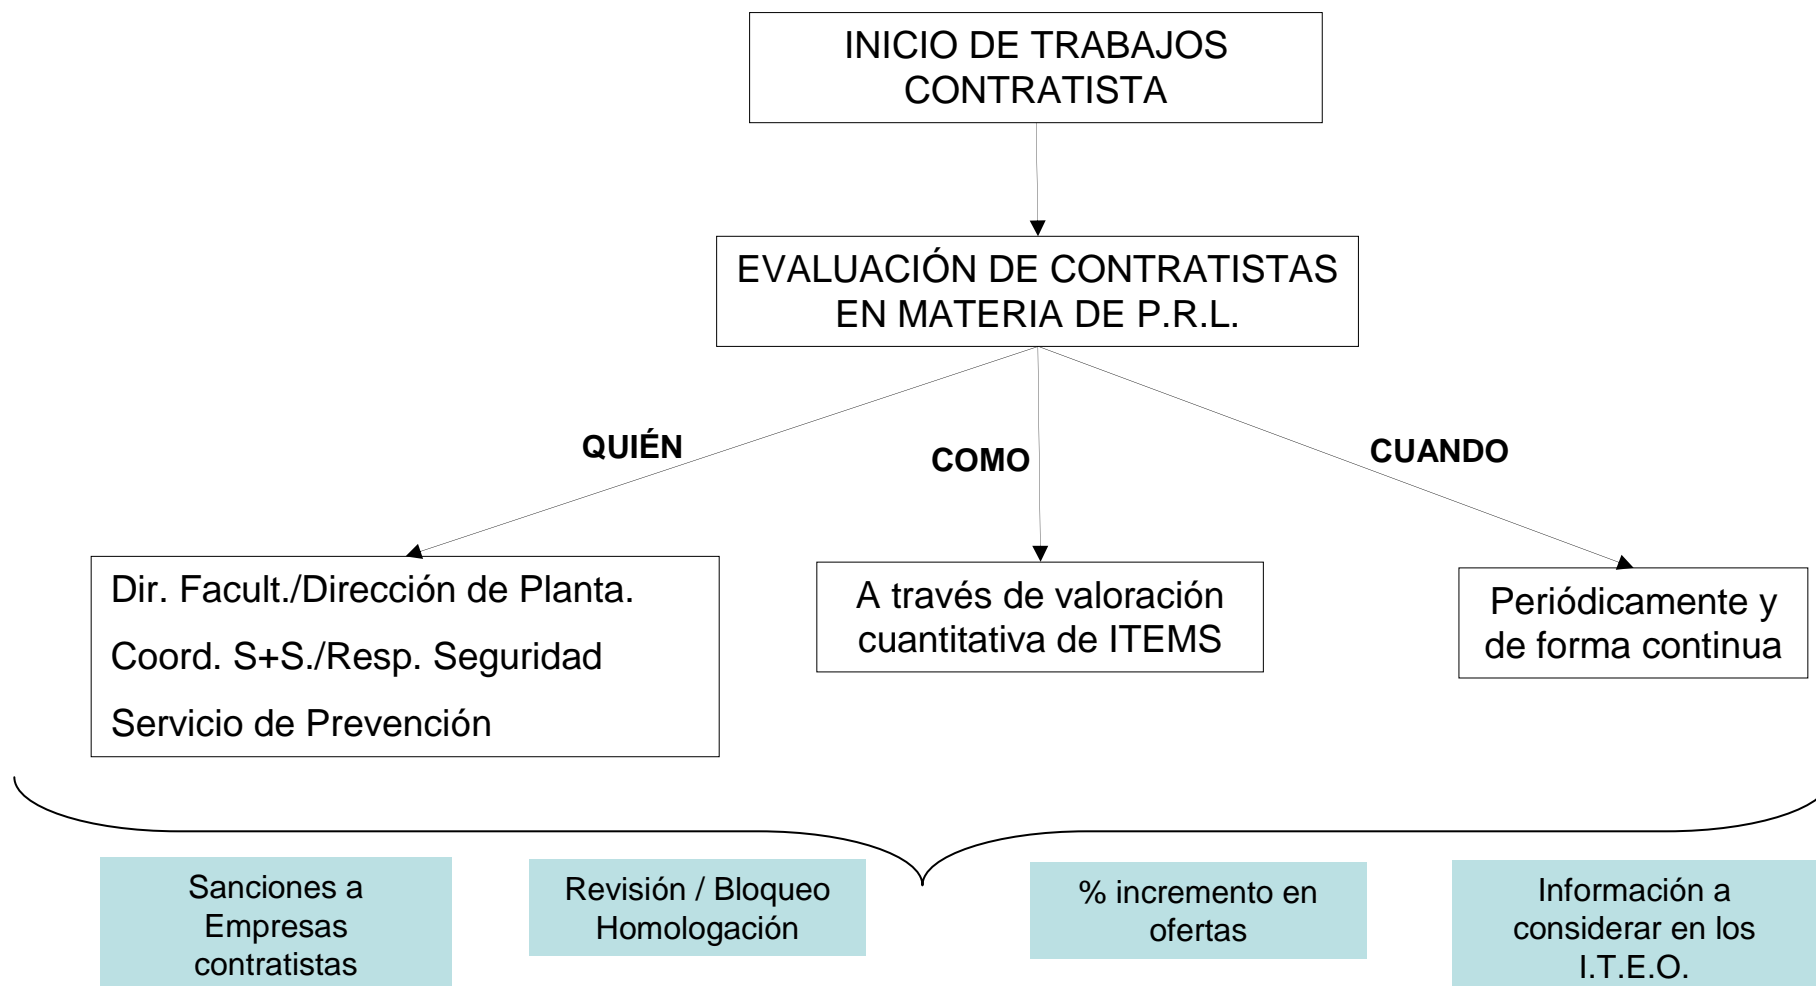 INICIO DE TRABAJOS
CONTRATISTA
EVALUACIÓN DE CONTRATISTAS
EN MATERIA DE P.R.L.
QUIÉN
COMO
CUANDO
Dir. Facult./Dirección de Planta.
Coord. S+S./Resp. Seguridad
Servicio de Prevención
A través de valoración
cuantitativa de ITEMS
Periódicamente y
de forma continua
Sanciones a
Empresas
contratistas
Revisión / Bloqueo
Homologación
% incremento en
ofertas
Información a
considerar en los
I.T.E.O.